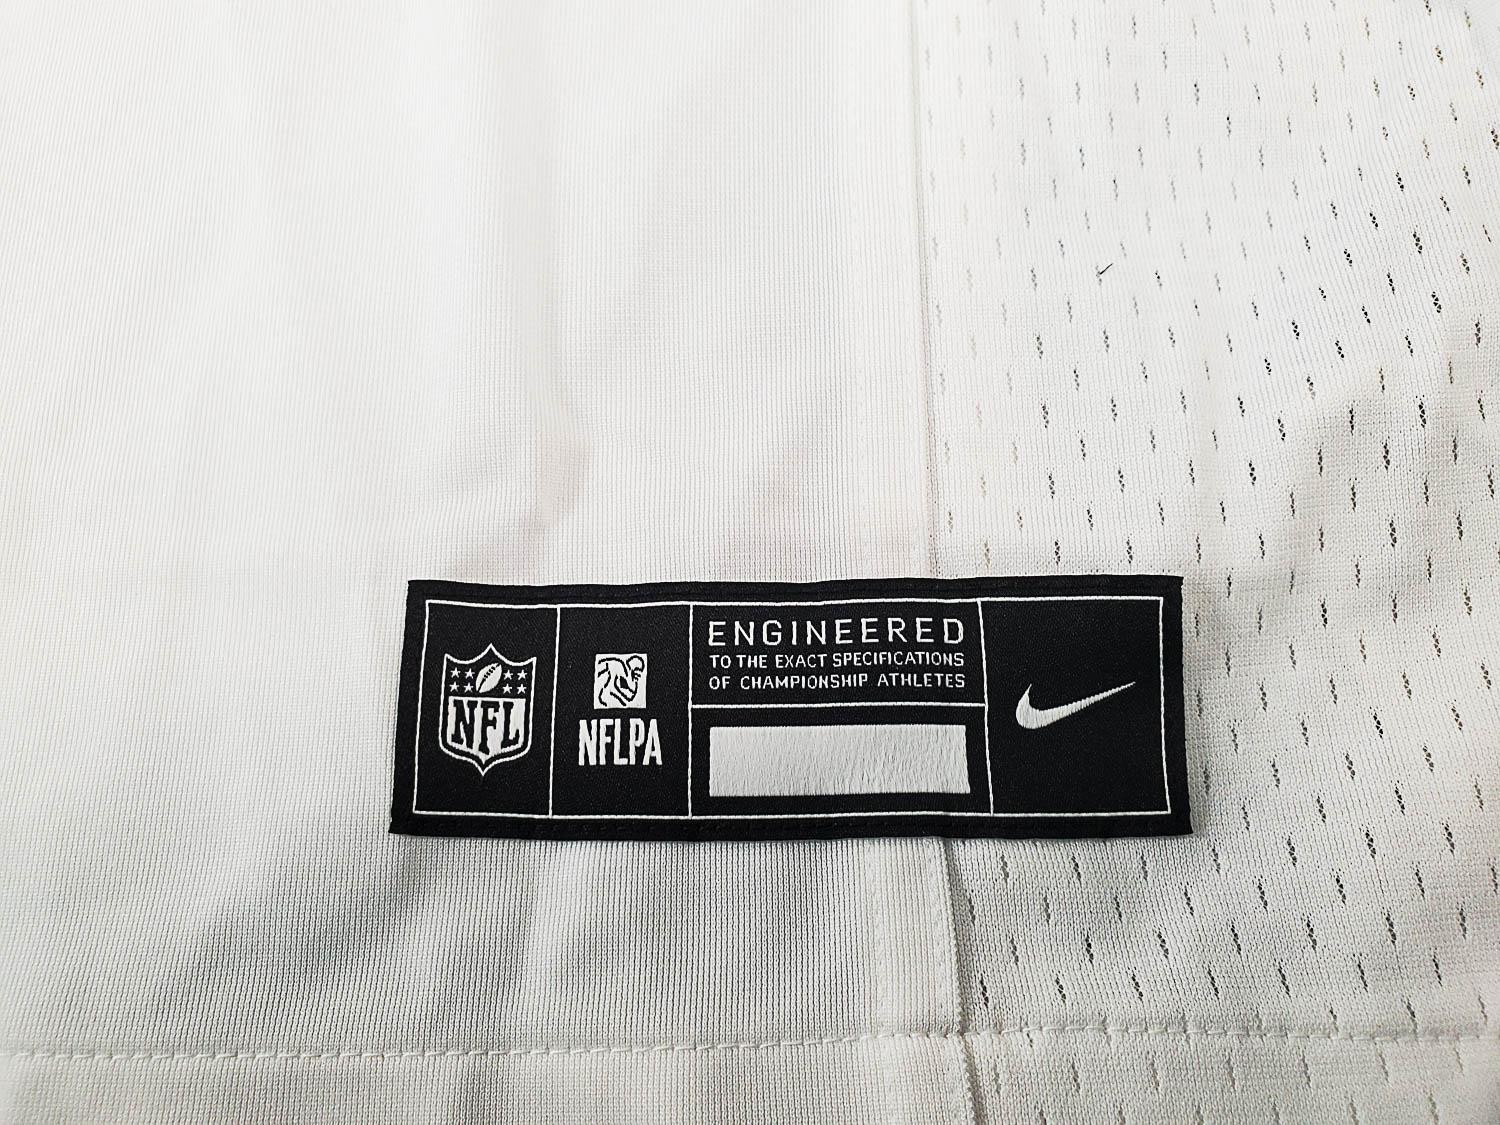 NFL
NFLPA
ENGINEERED
TO THE EXACT SPECIFICATIONS
OF CHAMPIONSHIP ATHLETES